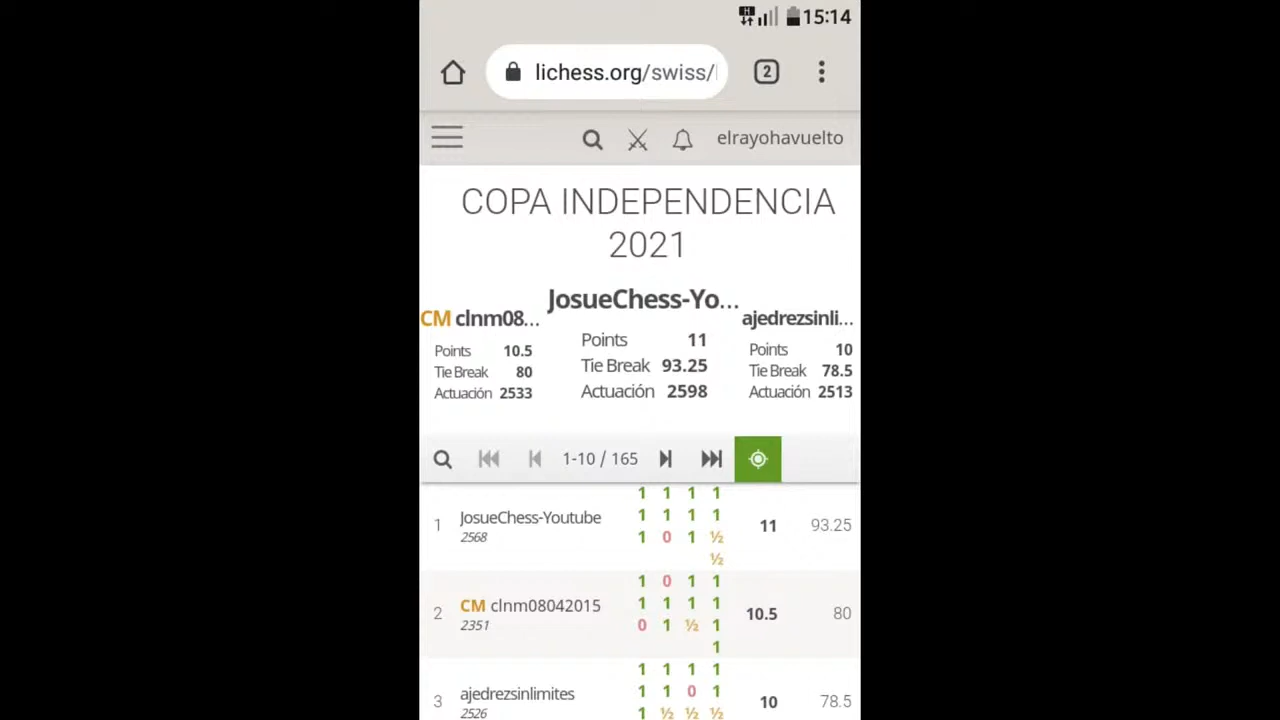 15:14
lichess.org/swiss/
2
elrayohavuelto
COPA INDEPENDENCIA
2021
JosueChess-Yo...
CM clnm08...
ajedrezsinli...
Points 10.5
Tie Break 80
Actuación 2533
Points 11
Tie Break 93.25
Actuación 2598
Points 10
Tie Break 78.5
Actuación 2513
1-10 / 165
1 1 1 1
1 JosueChess-Youtube 1 1 1 1 11 93.25
2568 1 0 1 ½
½
1 0 1 1
2 CM clnm08042015 1 1 1 1 10.5 80
2351 0 1 ½ 1
1
1 1 1 1
3 ajedrezsinlimites 1 1 0 1 10 78.5
2526 1 ½ ½ ½